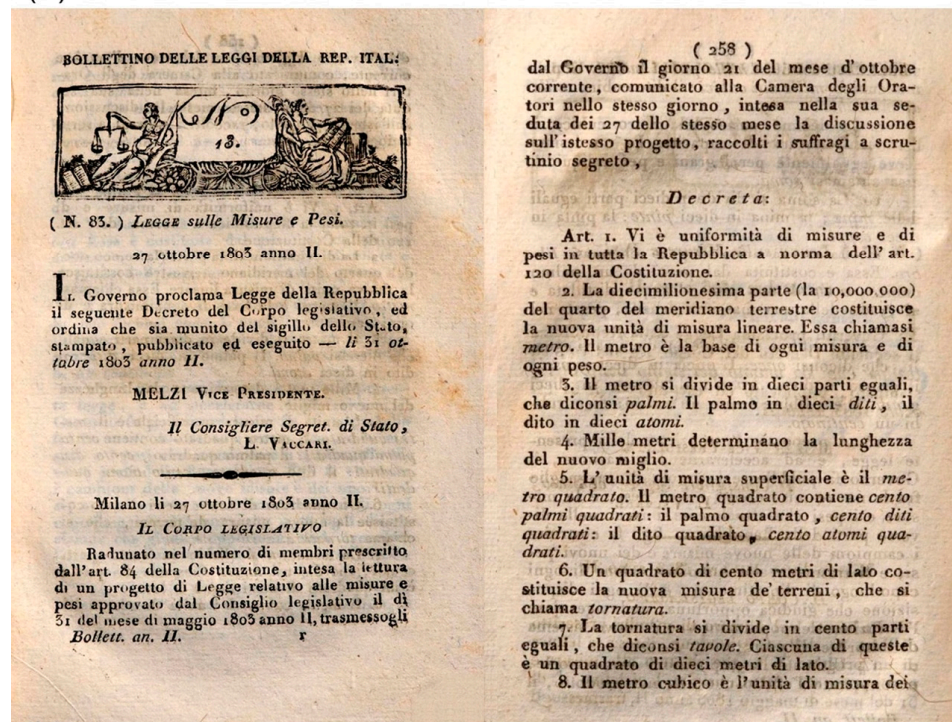 BOLLETTINO DELLE LEGGI DELLA REP. ITAL:
N.º
13.
( N. 83. ) LEGGE sulle Misure e Pesi.
27 ottobre 1803 anno II.
IL Governo proclama Legge della Repubblica
il seguente Decreto del Corpo legislativo, ed
ordina che sia munito del sigillo dello Stato,
stampato, pubblicato ed eseguito — li 31 ot-
tobre 1803 anno II.
MELZI VICE PRESIDENTE.
Il Consigliere Segret. di Stato,
L. VACCARI.
Milano li 27 ottobre 1803 anno II.
IL CORPO LEGISLATIVO
Radunato nel numero di membri prescritto
dall'art. 84 della Costituzione, intesa la lettura
di un progetto di Legge relativo alle misure e
pesi approvato dal Consiglio legislativo il dì
31 del mese di maggio 1803 anno II, trasmessogli
Bollett. an. II. r
( 258 )
dal Governo il giorno 21 del mese d'ottobre
corrente, comunicato alla Camera degli Ora-
tori nello stesso giorno, intesa nella sua se-
duta dei 27 dello stesso mese la discussione
sull'istesso progetto, raccolti i suffragi a scru-
tinio segreto,
Decreta:
Art. 1. Vi è uniformità di misure e di
pesi in tutta la Repubblica a norma dell'art.
120 della Costituzione.
2. La diecimilionesima parte (la 10,000,000)
del quarto del meridiano terrestre costituisce
la nuova unità di misura lineare. Essa chiamasi
metro. Il metro è la base di ogni misura e di
ogni peso.
3. Il metro si divide in dieci parti eguali,
che diconsi palmi. Il palmo in dieci diti, il
dito in dieci atomi.
4. Mille metri determinano la lunghezza
del nuovo miglio.
5. L'unità di misura superficiale è il me-
tro quadrato. Il metro quadrato contiene cento
palmi quadrati: il palmo quadrato, cento diti
quadrati: il dito quadrato, cento atomi qua-
drati.
6. Un quadrato di cento metri di lato co-
stituisce la nuova misura de' terreni, che si
chiama tornatura.
7. La tornatura si divide in cento parti
eguali, che diconsi tavole. Ciascuna di queste
è un quadrato di dieci metri di lato.
8. Il metro cubico è l'unità di misura dei